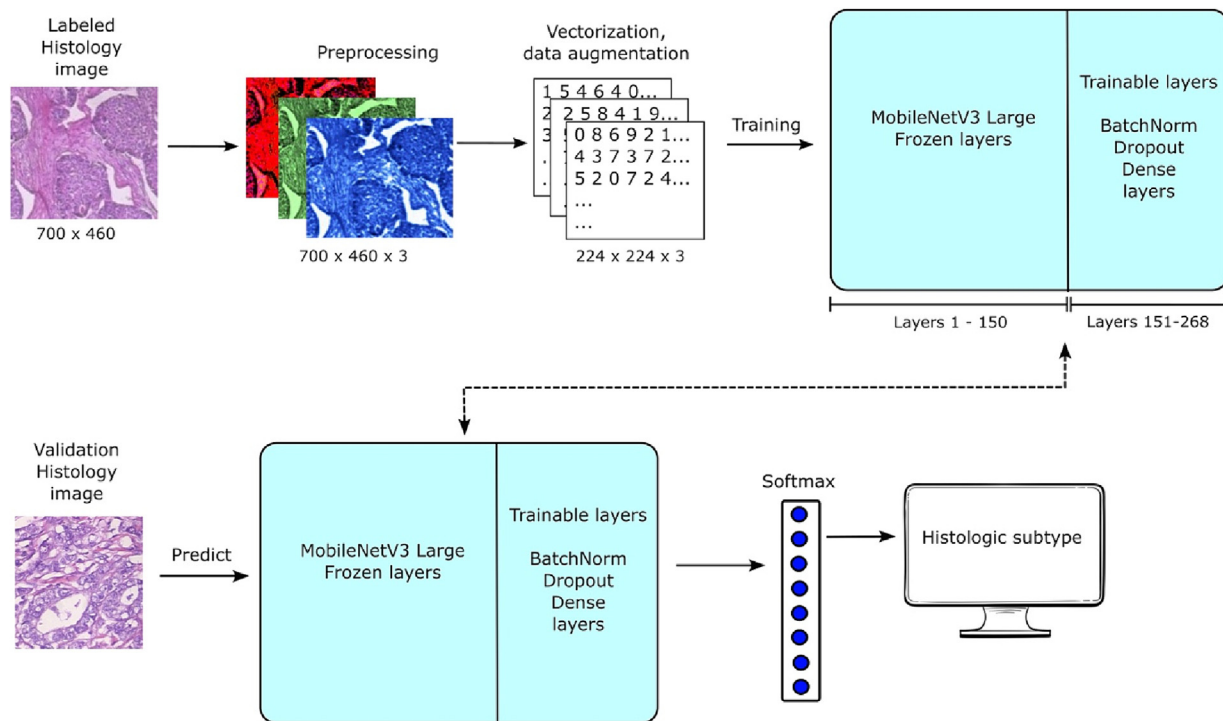 Labeled
Histology
image
700 x 460
Preprocessing
700 x 460 x 3
Vectorization,
data augmentation
1 5 4 6 4 0...
2 2 5 8 4 1 9...
3 5 0 8 6 9 2 1...
. 1 4 3 7 3 7 2...
. . 5 2 0 7 2 4...
...
...
224 x 224 x 3
Training
MobileNetV3 Large
Frozen layers
Trainable layers
BatchNorm
Dropout
Dense
layers
Layers 1 - 150
Layers 151-268
Validation
Histology
image
Predict
MobileNetV3 Large
Frozen layers
Trainable layers
BatchNorm
Dropout
Dense
layers
Softmax
Histologic subtype